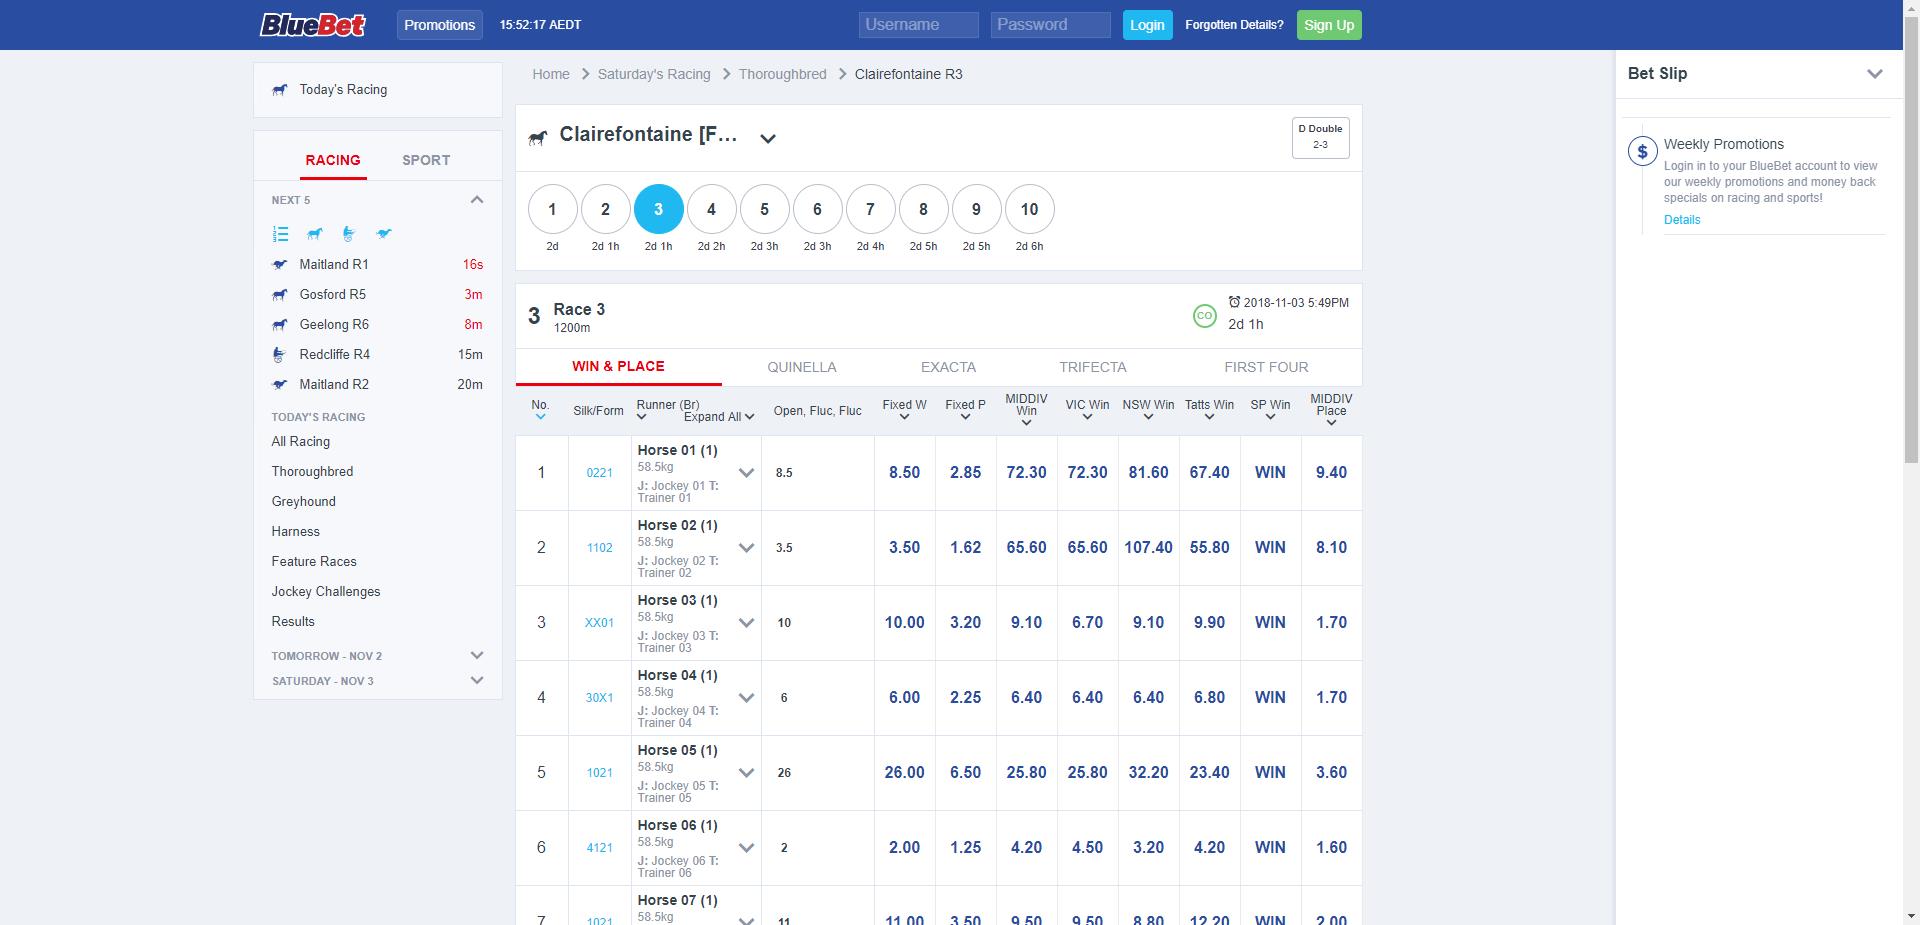 BlueBet Promotions 15:52:17 AEDT Username Password Login Forgotten Details? Sign Up
Today's Racing
RACING SPORT
NEXT 5
Maitland R1 16s
Gosford R5 3m
Geelong R6 8m
Redcliffe R4 15m
Maitland R2 20m
TODAY'S RACING
All Racing
Thoroughbred
Greyhound
Harness
Feature Races
Jockey Challenges
Results
TOMORROW - NOV 2
SATURDAY - NOV 3
Home Saturday's Racing Thoroughbred Clairefontaine R3
Clairefontaine [F...
D Double
2-3
1 2 3 4 5 6 7 8 9 10
2d 2d 1h 2d 1h 2d 2h 2d 3h 2d 3h 2d 4h 2d 5h 2d 5h 2d 6h
3 Race 3
1200m
CO
2018-11-03 5:49PM
2d 1h
WIN & PLACE QUINELLA EXACTA TRIFECTA FIRST FOUR
No. Silk/Form Runner (Br) Expand All Open, Fluc, Fluc Fixed W Fixed P MIDDIV Win VIC Win NSW Win Tatts Win SP Win MIDDIV Place
1 0221 Horse 01 (1) 8.5 8.50 2.85 72.30 72.30 81.60 67.40 WIN 9.40
58.5kg
J: Jockey 01 T:
Trainer 01
2 1102 Horse 02 (1) 3.5 3.50 1.62 65.60 65.60 107.40 55.80 WIN 8.10
58.5kg
J: Jockey 02 T:
Trainer 02
3 XX01 Horse 03 (1) 10 10.00 3.20 9.10 6.70 9.10 9.90 WIN 1.70
58.5kg
J: Jockey 03 T:
Trainer 03
4 30X1 Horse 04 (1) 6 6.00 2.25 6.40 6.40 6.40 6.80 WIN 1.70
58.5kg
J: Jockey 04 T:
Trainer 04
5 1021 Horse 05 (1) 26 26.00 6.50 25.80 25.80 32.20 23.40 WIN 3.60
58.5kg
J: Jockey 05 T:
Trainer 05
6 4121 Horse 06 (1) 2 2.00 1.25 4.20 4.50 3.20 4.20 WIN 1.60
58.5kg
J: Jockey 06 T:
Trainer 06
7 1021 Horse 07 (1) 11 11.00 3.50 9.50 9.50 8.80 12.20 WIN 2.00
58.5kg
Bet Slip
$
Weekly Promotions
Login in to your BlueBet account to view
our weekly promotions and money back
specials on racing and sports!
Details